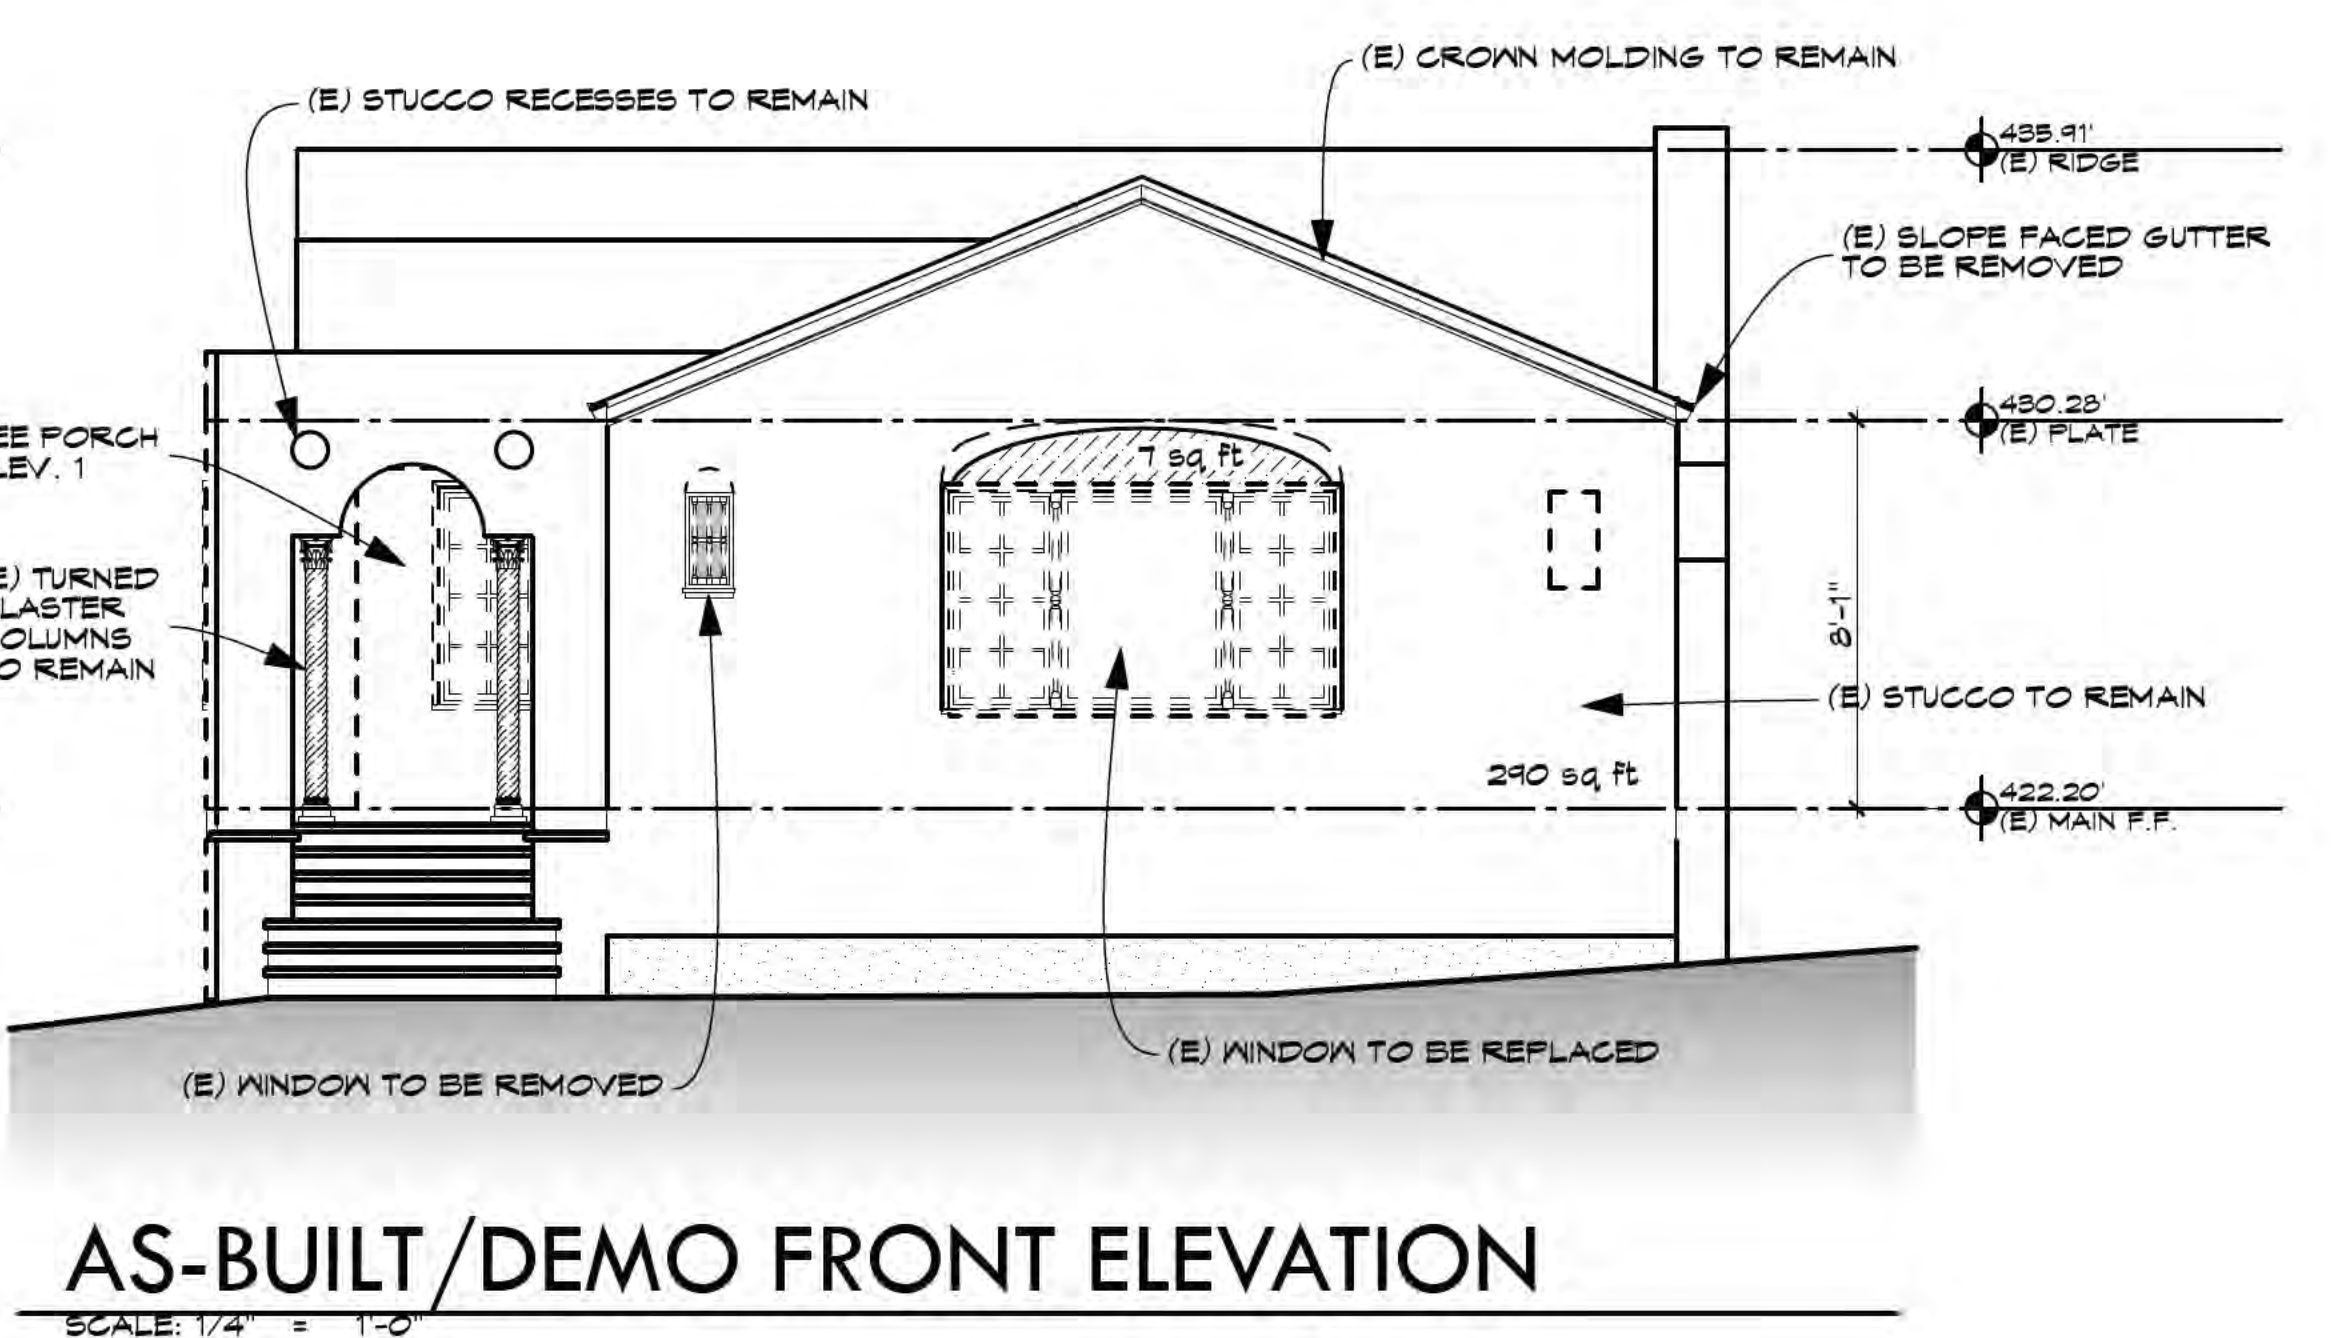 (E) CROWN MOLDING TO REMAIN
(E) STUCCO RECESSES TO REMAIN
435.91'
(E) RIDGE
(E) SLOPE FACED GUTTER
TO BE REMOVED
430.28'
(E) PLATE
EE PORCH
LEV. 1
7 sq ft
E) TURNED
LASTER
OLUMNS
O REMAIN
8'-1"
(E) STUCCO TO REMAIN
290 sq ft
422.20'
(E) MAIN F.F.
(E) WINDOW TO BE REPLACED
(E) WINDOW TO BE REMOVED
AS-BUILT/DEMO FRONT ELEVATION
SCALE: 1/4" = 1'-0"